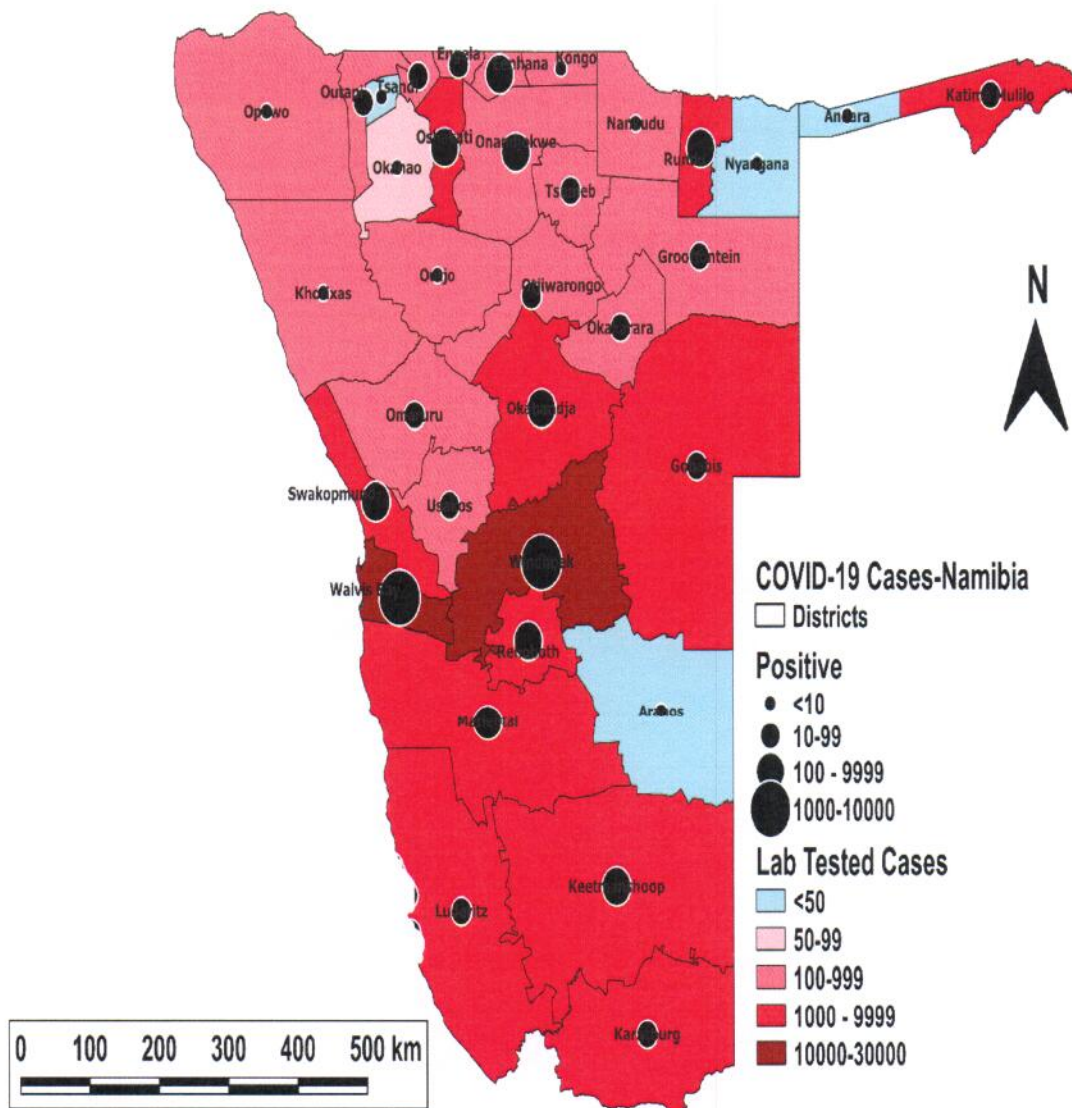 Engela
Eenhana
Kongo
Outapi
Tsandi
Katima Mulilo
Andara
Opuwo
Nankudu
Oshakati
Onandjokwe
Rundu
Nyangana
Okahao
Tsumeb
Grootfontein
Outjo
Otjiwarongo
Khorixas
Okakarara
N
Omaruru
Okahandja
Gobabis
Swakopmund
Usakos
Windhoek
Walvis Bay
Rehoboth
Aranos
Mariental
Keetmanshoop
Luderitz
Karasburg
COVID-19 Cases-Namibia
Districts
Positive
<10
10-99
100 - 9999
1000-10000
Lab Tested Cases
<50
50-99
100-999
1000 - 9999
10000-30000
0 100 200 300 400 500 km